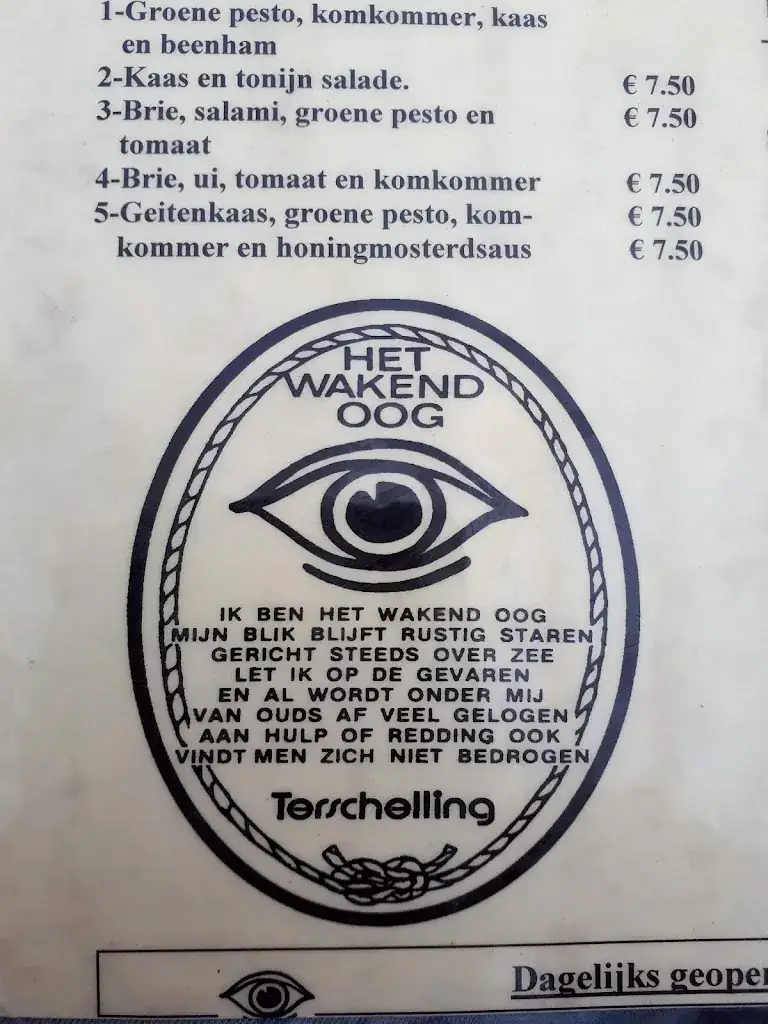 1-Groene pesto, komkommer, kaas
en beenham
2-Kaas en tonijn salade. € 7.50
3-Brie, salami, groene pesto en € 7.50
tomaat
4-Brie, ui, tomaat en komkommer € 7.50
5-Geitenkaas, groene pesto, kom- € 7.50
kommer en honingmosterdsaus € 7.50
HET
WAKEND
OOG
IK BEN HET WAKEND OOG
MIJN BLIK BLIJFT RUSTIG STAREN
GERICHT STEEDS OVER ZEE
LET IK OP DE GEVAREN
EN AL WORDT ONDER MIJ
VAN OUDS AF VEEL GELOGEN
AAN HULP OF REDDING OOK
VINDT MEN ZICH NIET BEDROGEN
Terschelling
Dagelijks geope